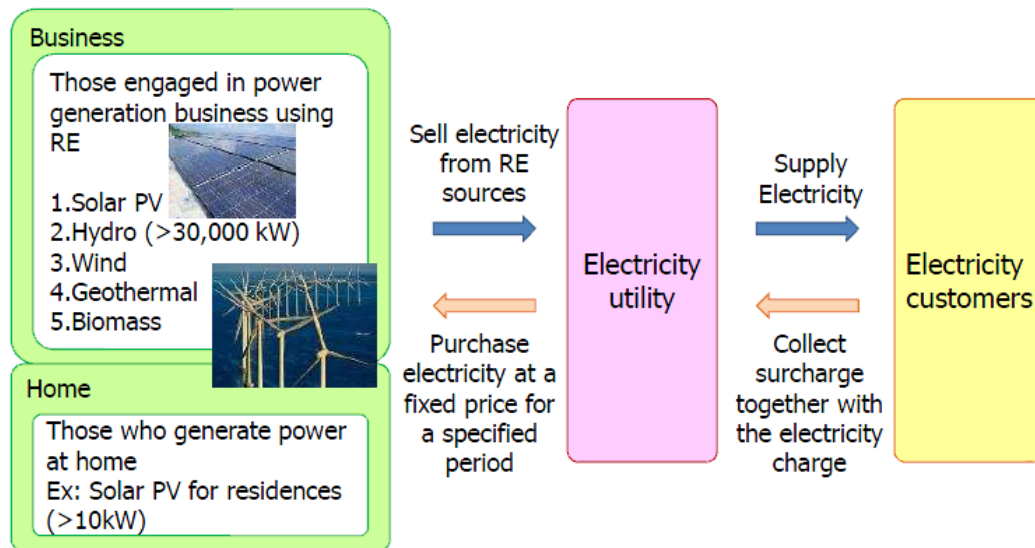 Business
Those engaged in power
generation business using
RE
1.Solar PV
2.Hydro (>30,000 kW)
3.Wind
4.Geothermal
5.Biomass
Home
Those who generate power
at home
Ex: Solar PV for residences
(>10kW)
Sell electricity
from RE
sources
Purchase
electricity at a
fixed price for
a specified
period
Electricity
utility
Supply
Electricity
Collect
surcharge
together with
the electricity
charge
Electricity
customers